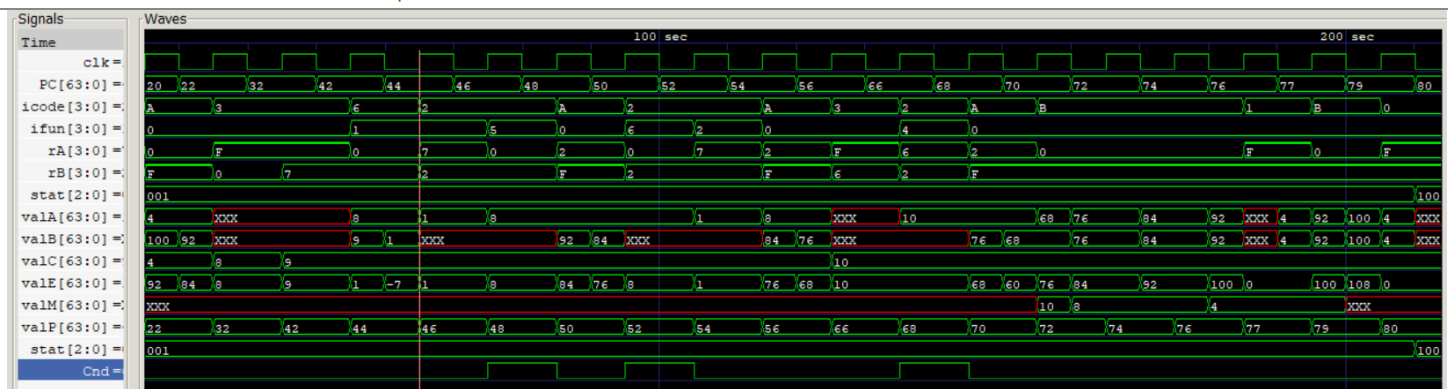 Signals
Waves
Time
100 sec
200 sec
clk=
PC[63:0] = 20 22 32 42 44 46 48 50 52 54 56 66 68 70 72 74 76 77 79 80
icode[3:0] = A 3 6 2 A 2 A 3 2 A B 1 B 0
ifun[3:0] = 0 1 5 0 6 2 0 4 0
rA[3:0] = 0 F 0 7 0 2 0 7 2 F 6 2 0 F 0 F
rB[3:0] = F 0 7 2 F 2 F 6 2 F
stat[2:0] = 001 100
valA[63:0] = 4 XXX 8 1 8 1 8 XXX 10 68 76 84 92 XXX 4 92 100 4 XXX
valB[63:0] = 100 92 XXX 9 1 XXX 92 84 XXX 84 76 XXX 76 68 76 84 92 XXX 4 92 100 4 XXX
valC[63:0] = 4 8 9 10
valE[63:0] = 92 84 8 9 1 -7 1 8 84 76 8 1 76 68 10 68 60 76 84 92 100 0 100 108 0
valM[63:0] = XXX 10 8 4 XXX
valP[63:0] = 22 32 42 44 46 48 50 52 54 56 66 68 70 72 74 76 77 79 80
stat[2:0] = 001 100
Cnd =